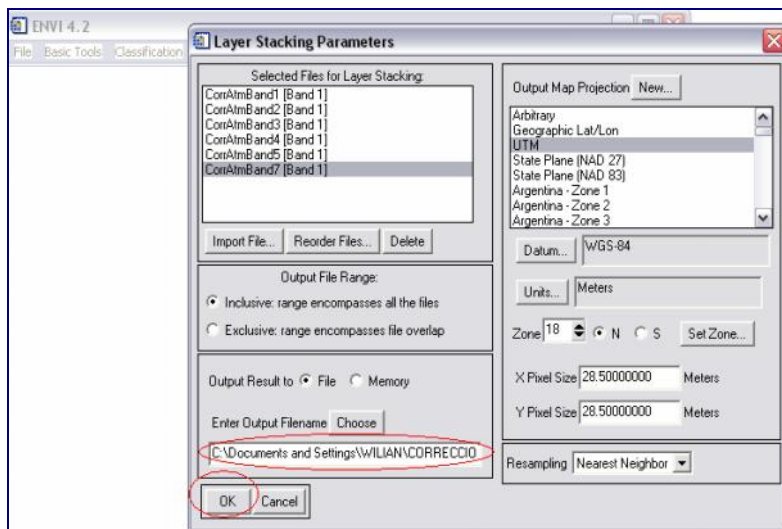 ENVI 4.2
File Basic Tools Classification
Layer Stacking Parameters
Selected Files for Layer Stacking:
CorrAtmBand1 [Band 1]
CorrAtmBand2 [Band 1]
CorrAtmBand3 [Band 1]
CorrAtmBand4 [Band 1]
CorrAtmBand5 [Band 1]
CorrAtmBand7 [Band 1]
Import File... Reorder Files... Delete
Output File Range:
Inclusive: range encompasses all the files
Exclusive: range encompasses file overlap
Output Result to File Memory
Enter Output Filename Choose
C:\Documents and Settings\WILIAN\CORRECCIO
OK Cancel
Output Map Projection New...
Arbitrary
Geographic Lat/Lon
UTM
State Plane (NAD 27)
State Plane (NAD 83)
Argentina - Zone 1
Argentina - Zone 2
Argentina - Zone 3
Datum... WGS-84
Units... Meters
Zone 18 N S Set Zone...
X Pixel Size 28.50000000 Meters
Y Pixel Size 28.50000000 Meters
Resampling Nearest Neighbor